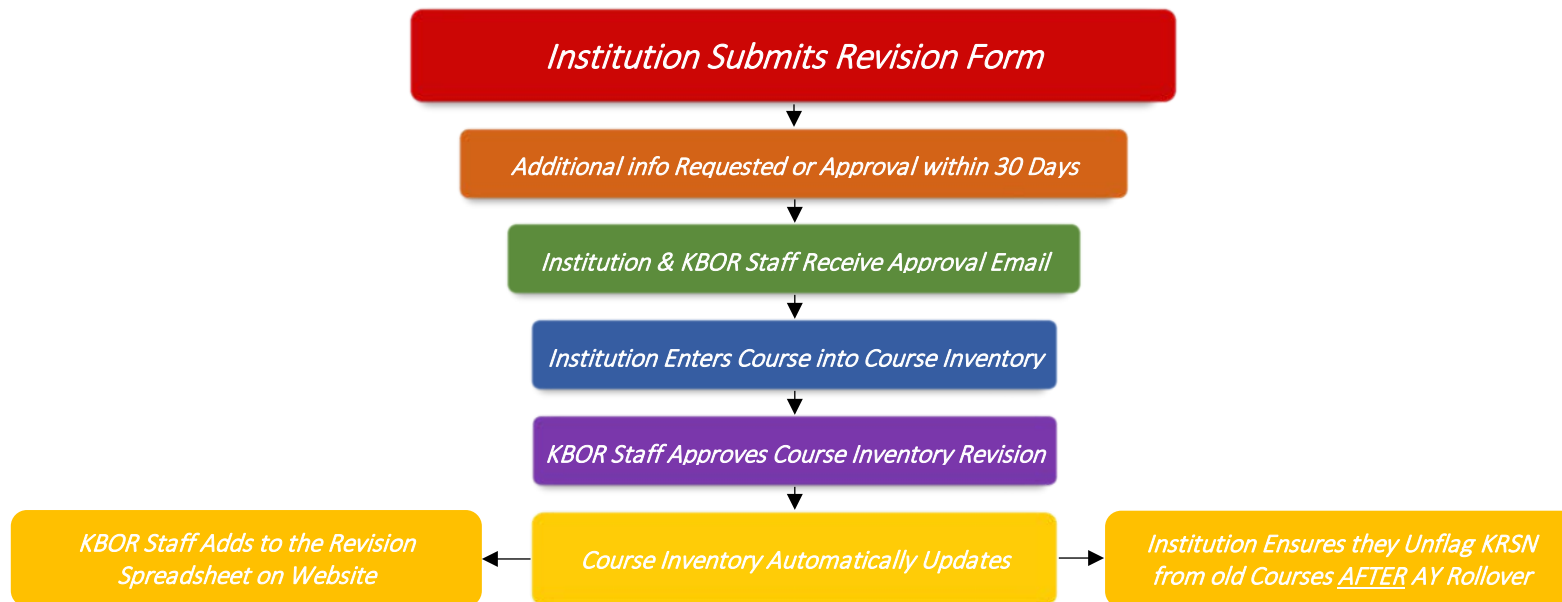 Institution Submits Revision Form
Additional info Requested or Approval within 30 Days
Institution & KBOR Staff Receive Approval Email
Institution Enters Course into Course Inventory
KBOR Staff Approves Course Inventory Revision
KBOR Staff Adds to the Revision
Spreadsheet on Website
Course Inventory Automatically Updates
Institution Ensures they Unflag KRSN
from old Courses AFTER AY Rollover